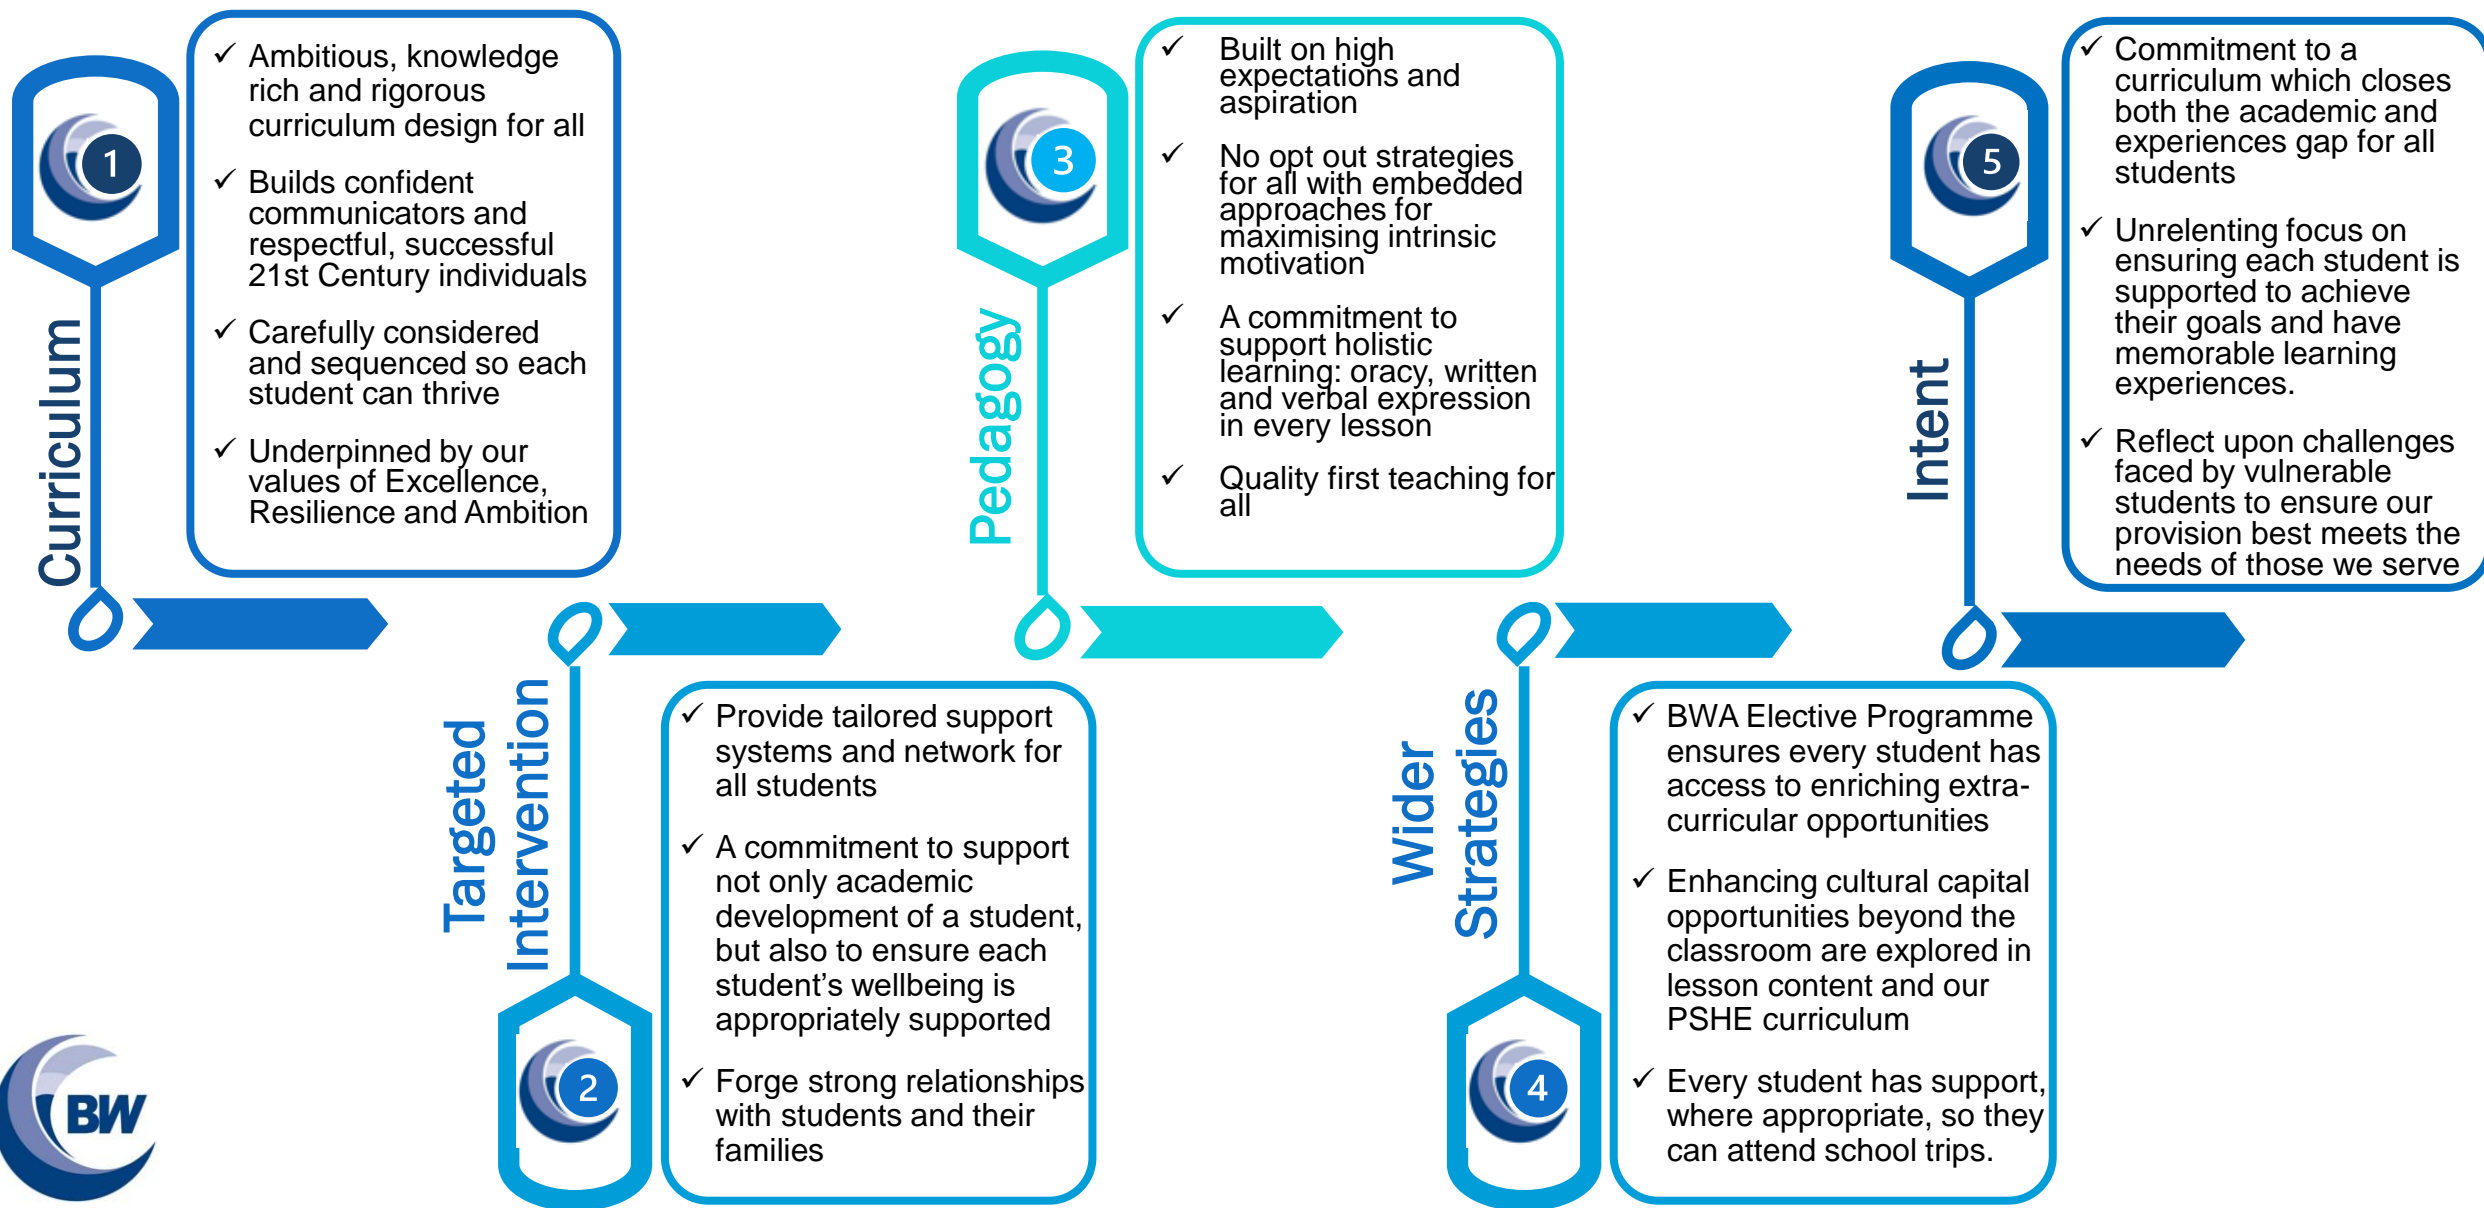 1
Curriculum
✓ Ambitious, knowledge
rich and rigorous
curriculum design for all
✓ Builds confident
communicators and
respectful, successful
21st Century individuals
✓ Carefully considered
and sequenced so each
student can thrive
✓ Underpinned by our
values of Excellence,
Resilience and Ambition
2
Targeted
Intervention
✓ Provide tailored support
systems and network for
all students
✓ A commitment to support
not only academic
development of a student,
but also to ensure each
student’s wellbeing is
appropriately supported
✓ Forge strong relationships
with students and their
families
3
Pedagogy
✓ Built on high
expectations and
aspiration
✓ No opt out strategies
for all with embedded
approaches for
maximising intrinsic
motivation
✓ A commitment to
support holistic
learning: oracy, written
and verbal expression
in every lesson
✓ Quality first teaching for
all
4
Wider
Strategies
✓ BWA Elective Programme
ensures every student has
access to enriching extra-
curricular opportunities
✓ Enhancing cultural capital
opportunities beyond the
classroom are explored in
lesson content and our
PSHE curriculum
✓ Every student has support,
where appropriate, so they
can attend school trips.
5
Intent
✓ Commitment to a
curriculum which closes
both the academic and
experiences gap for all
students
✓ Unrelenting focus on
ensuring each student is
supported to achieve
their goals and have
memorable learning
experiences.
✓ Reflect upon challenges
faced by vulnerable
students to ensure our
provision best meets the
needs of those we serve
BW